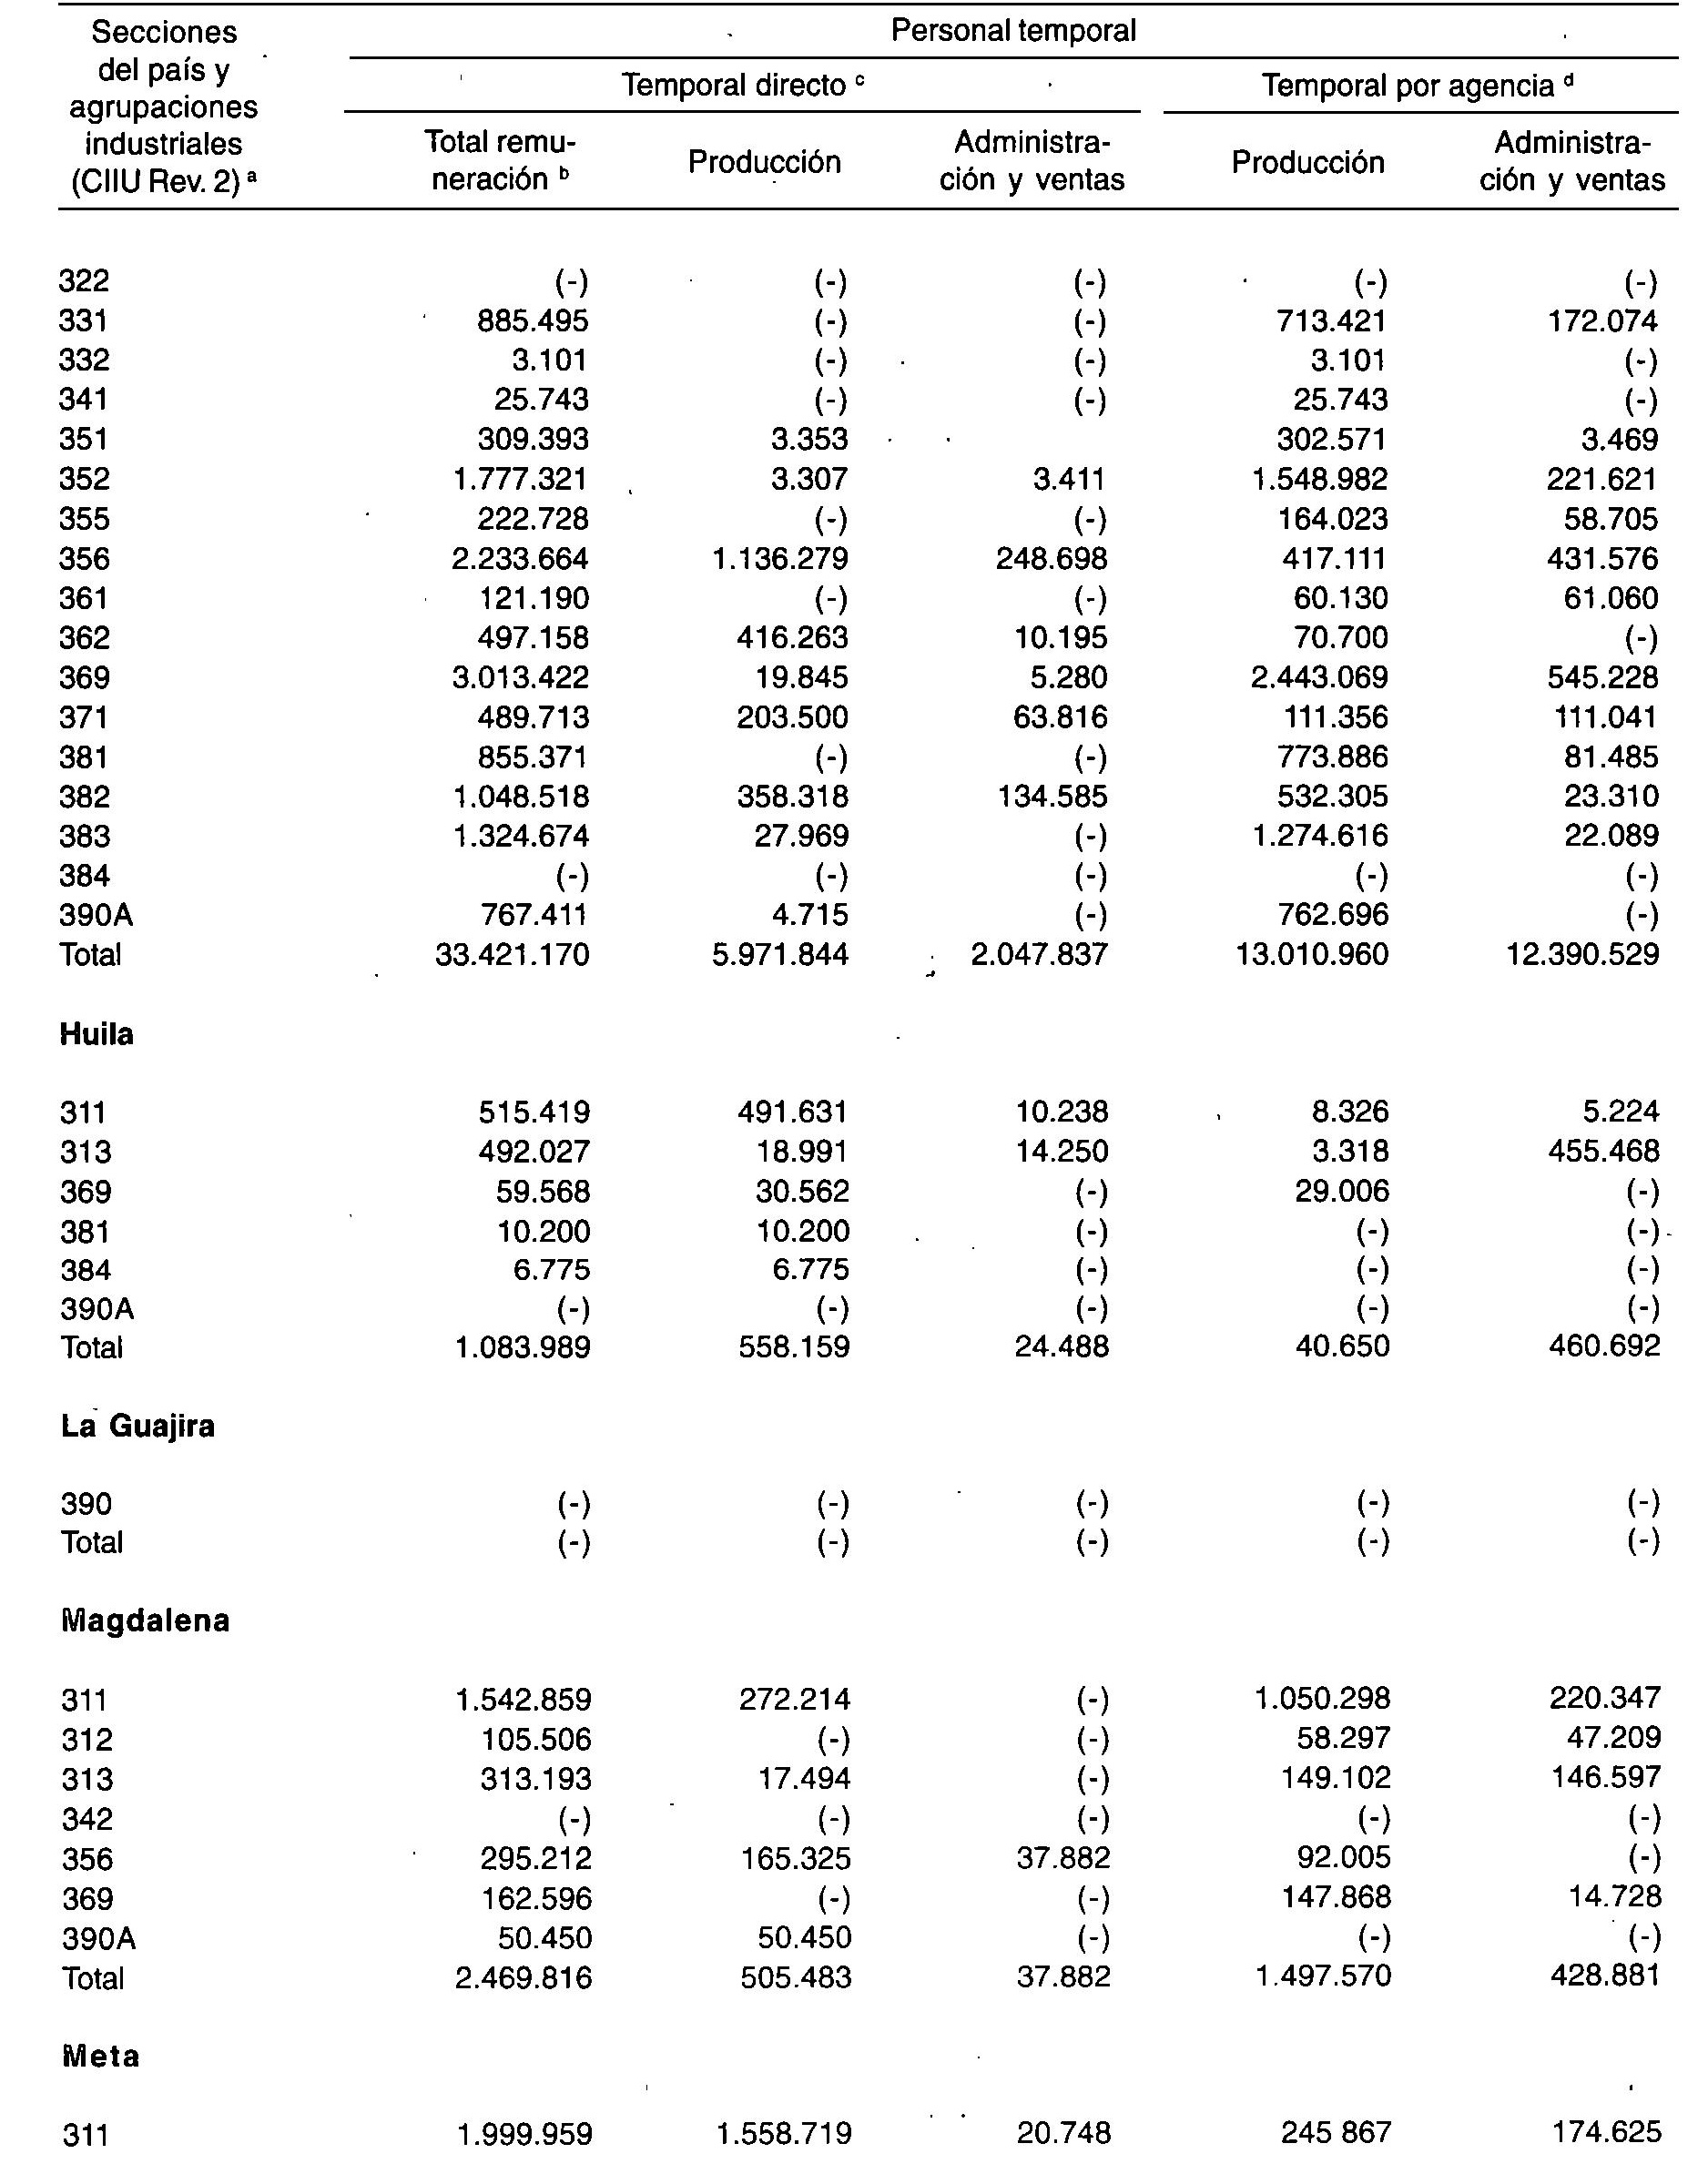 Secciones
del país y
agrupaciones
industriales
(CIIU Rev. 2) a
Personal temporal
Temporal directo c
Temporal por agencia d
Total remu-
neración b
Producción
Administra-
ción y ventas
Producción
Administra-
ción y ventas
322 (-) (-) (-) (-) (-)
331 885.495 (-) (-) 713.421 172.074
332 3.101 (-) (-) 3.101 (-)
341 25.743 (-) (-) 25.743 (-)
351 309.393 3.353 302.571 3.469
352 1.777.321 3.307 3.411 1.548.982 221.621
355 222.728 (-) (-) 164.023 58.705
356 2.233.664 1.136.279 248.698 417.111 431.576
361 121.190 (-) (-) 60.130 61.060
362 497.158 416.263 10.195 70.700 (-)
369 3.013.422 19.845 5.280 2.443.069 545.228
371 489.713 203.500 63.816 111.356 111.041
381 855.371 (-) (-) 773.886 81.485
382 1.048.518 358.318 134.585 532.305 23.310
383 1.324.674 27.969 (-) 1.274.616 22.089
384 (-) (-) (-) (-) (-)
390A 767.411 4.715 (-) 762.696 (-)
Total 33.421.170 5.971.844 2.047.837 13.010.960 12.390.529
Huila
311 515.419 491.631 10.238 8.326 5.224
313 492.027 18.991 14.250 3.318 455.468
369 59.568 30.562 (-) 29.006 (-)
381 10.200 10.200 (-) (-) (-)
384 6.775 6.775 (-) (-) (-)
390A (-) (-) (-) (-) (-)
Total 1.083.989 558.159 24.488 40.650 460.692
La Guajira
390 (-) (-) (-) (-) (-)
Total (-) (-) (-) (-) (-)
Magdalena
311 1.542.859 272.214 (-) 1.050.298 220.347
312 105.506 (-) (-) 58.297 47.209
313 313.193 17.494 (-) 149.102 146.597
342 (-) (-) (-) (-) (-)
356 295.212 165.325 37.882 92.005 (-)
369 162.596 (-) (-) 147.868 14.728
390A 50.450 50.450 (-) (-) (-)
Total 2.469.816 505.483 37.882 1.497.570 428.881
Meta
311 1.999.959 1.558.719 20.748 245 867 174.625